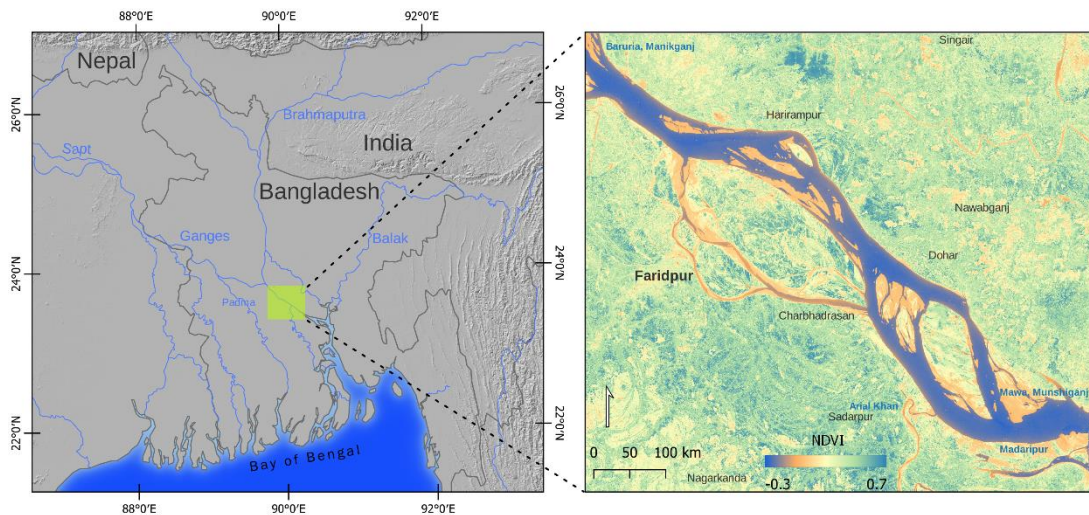 88°0'E
90°0'E
92°0'E
Nepal
Brahmaputra
India
Sapt
Bangladesh
Ganges
Balak
Padma
26°0'N
24°0'N
22°0'N
26°0'N
24°0'N
22°0'N
Bay of Bengal
88°0'E
90°0'E
92°0'E
Baruria, Manikganj
Singair
Harirampur
Nawabganj
Dohar
Faridpur
Charbhadrasan
Arial Khan
Mawa, Munshiganj
Sadarpur
Madaripur
NDVI
0 50 100 km
-0.3 0.7
Nagarkanda